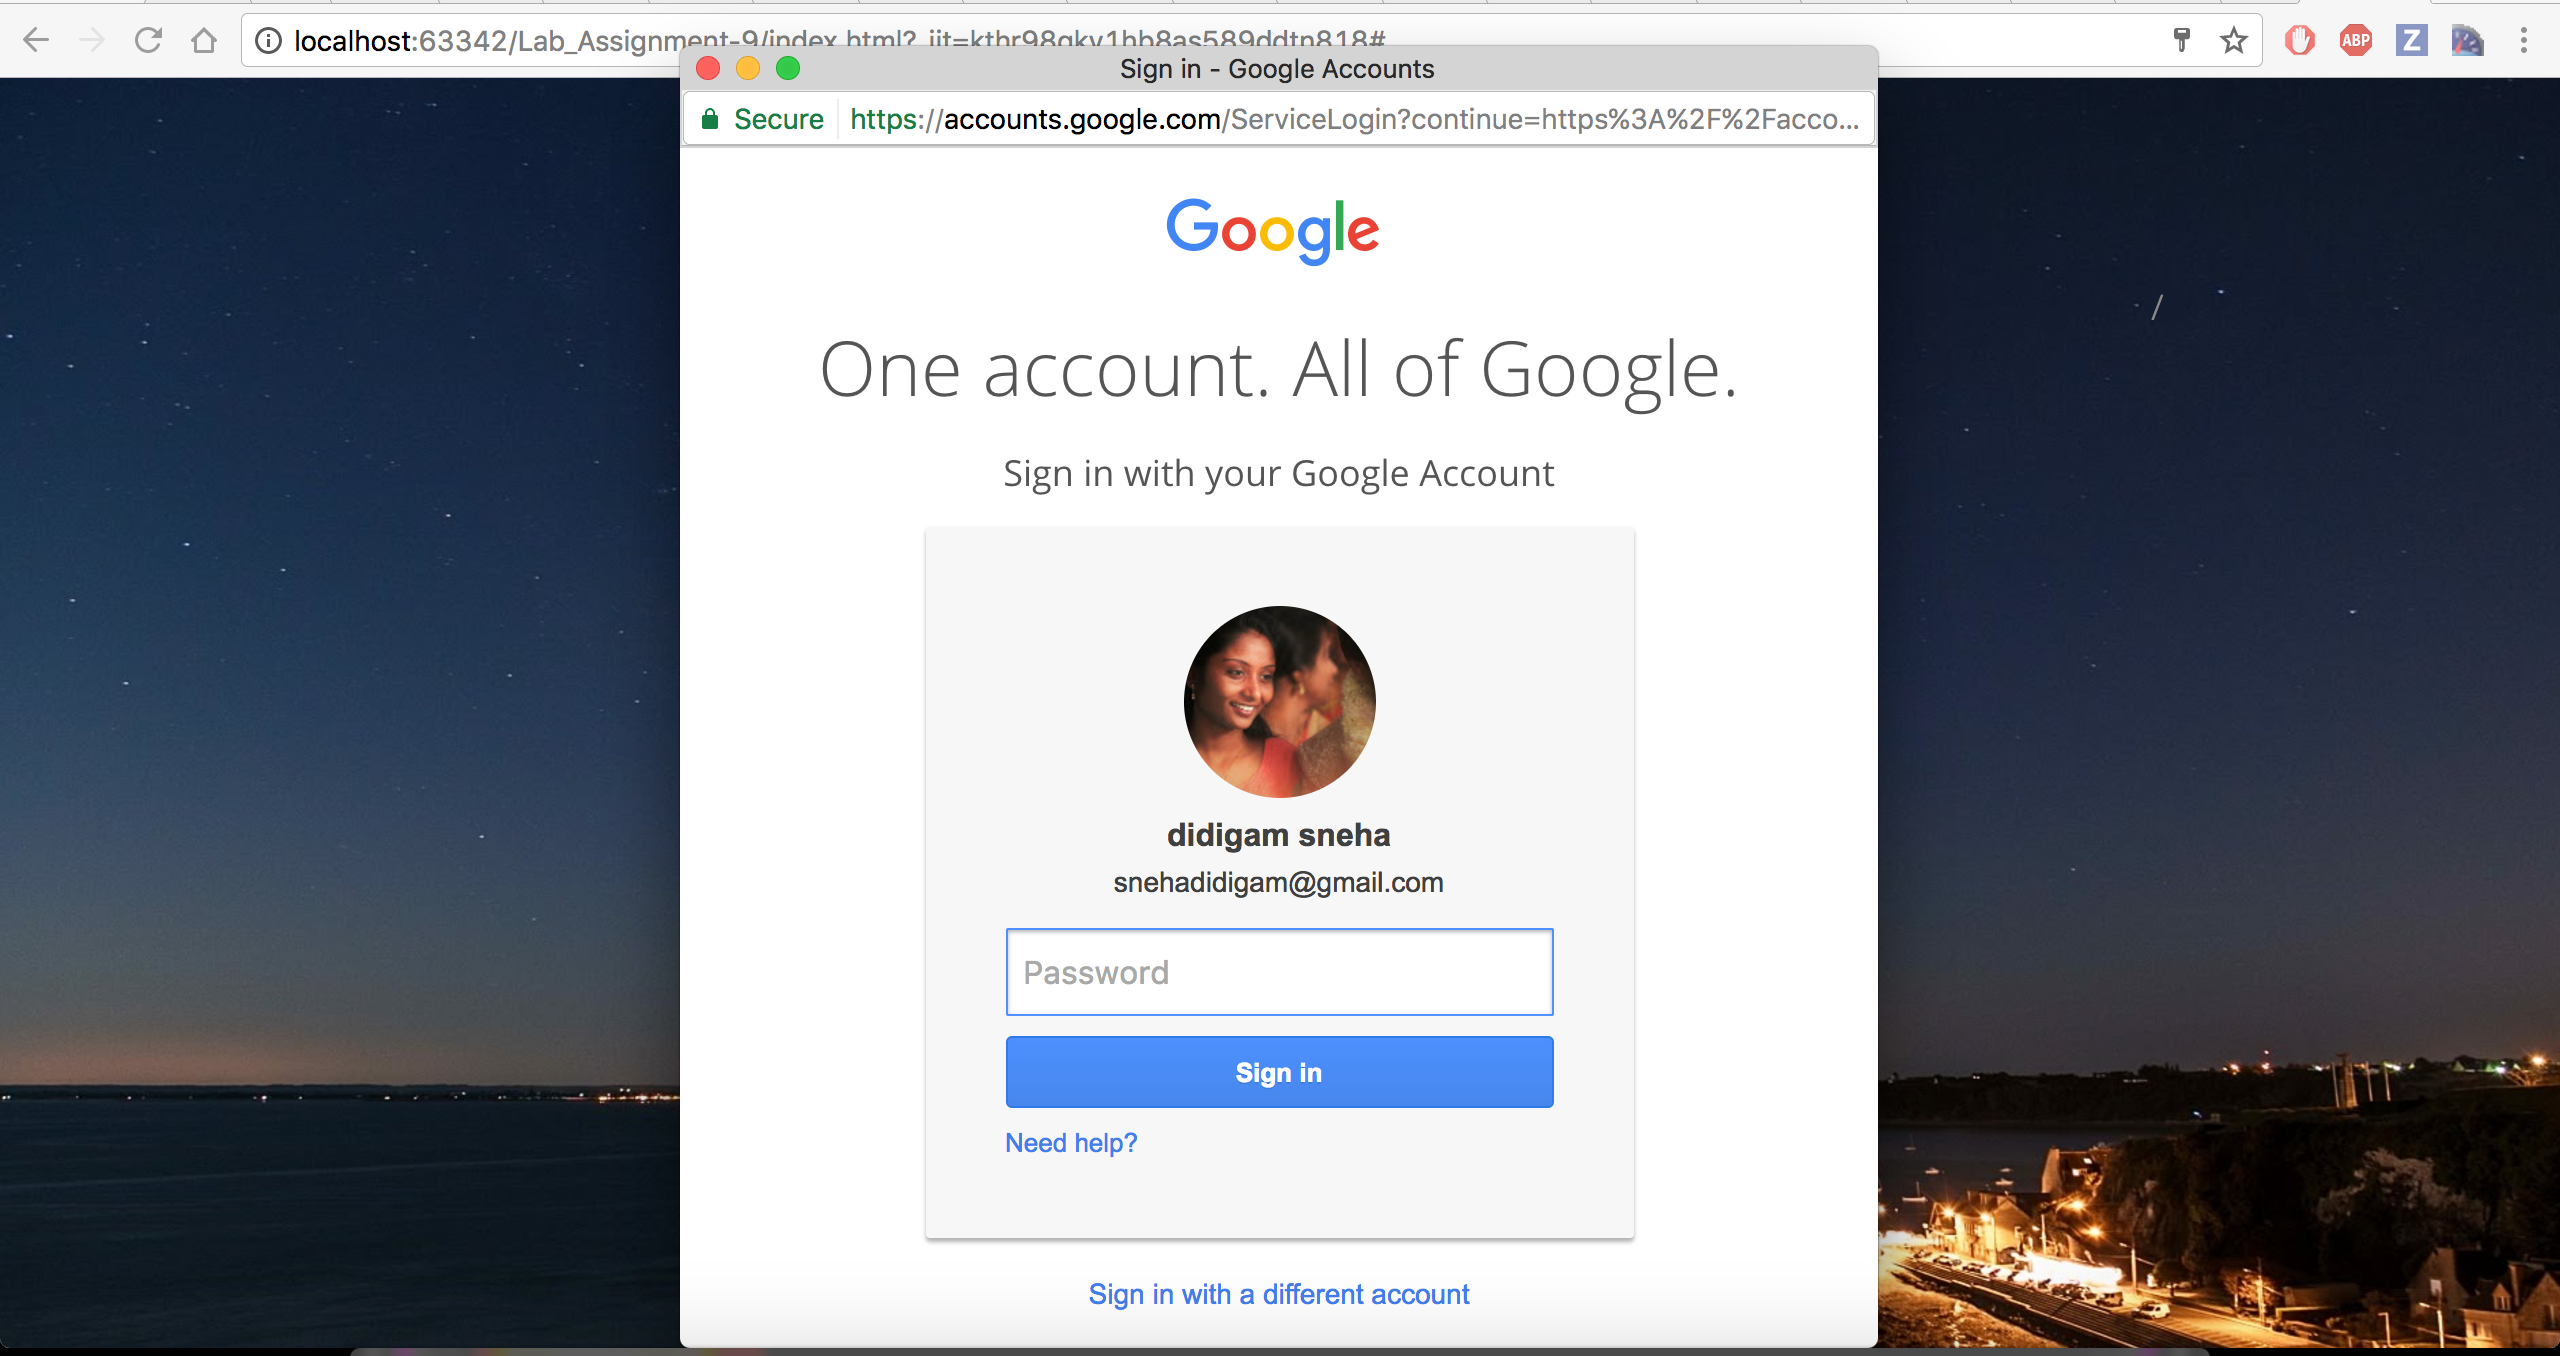 localhost:63342/Lab_Assignment-9/index.html?_ijt=kthr98gkv1hb8as589ddtn818#
ABP
Z
Sign in - Google Accounts
Secure https://accounts.google.com/ServiceLogin?continue=https%3A%2F%2Facco...
Google
One account. All of Google.
Sign in with your Google Account
didigam sneha
snehadidigam@gmail.com
Password
Sign in
Need help?
Sign in with a different account
/